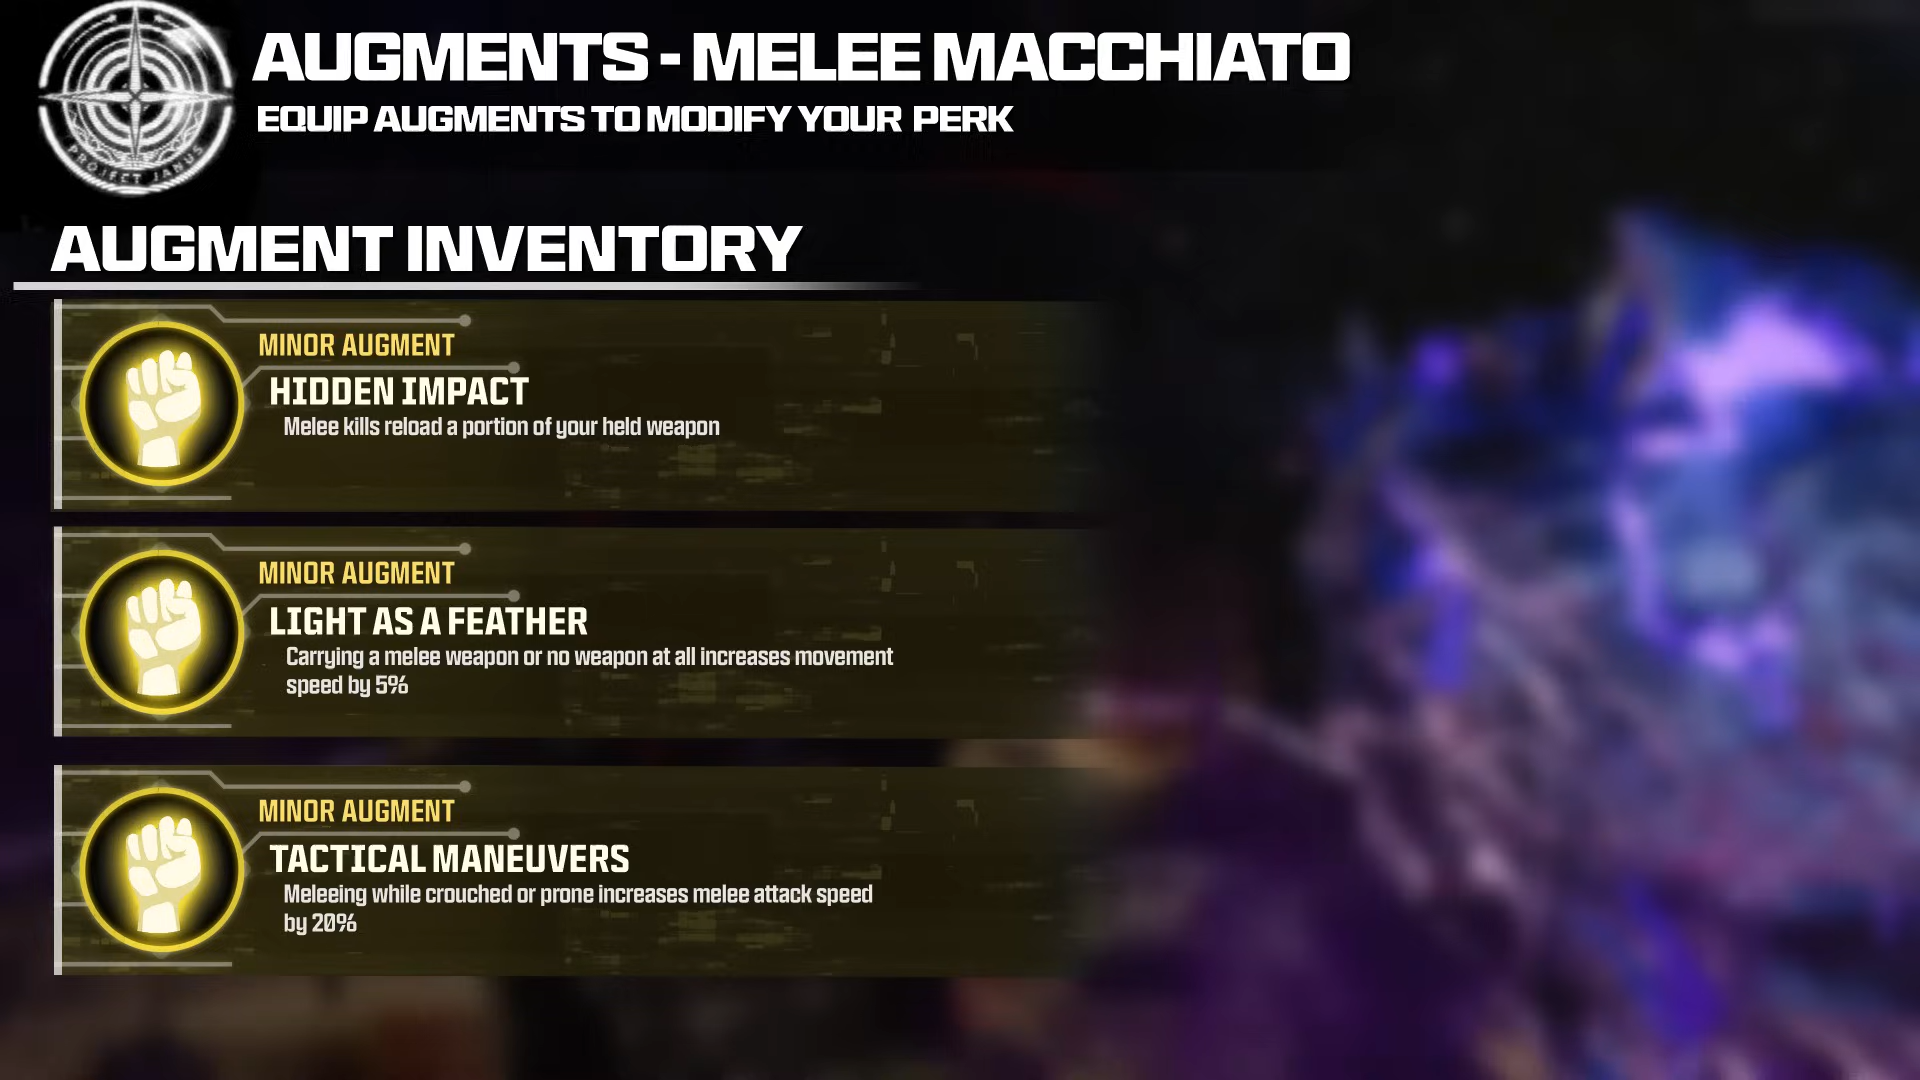 AUGMENTS - MELEE MACCHIATO
EQUIP AUGMENTS TO MODIFY YOUR PERK
PROJECT JANUS
AUGMENT INVENTORY
MINOR AUGMENT
HIDDEN IMPACT
Melee kills reload a portion of your held weapon
MINOR AUGMENT
LIGHT AS A FEATHER
Carrying a melee weapon or no weapon at all increases movement
speed by 5%
MINOR AUGMENT
TACTICAL MANEUVERS
Meleeing while crouched or prone increases melee attack speed
by 20%